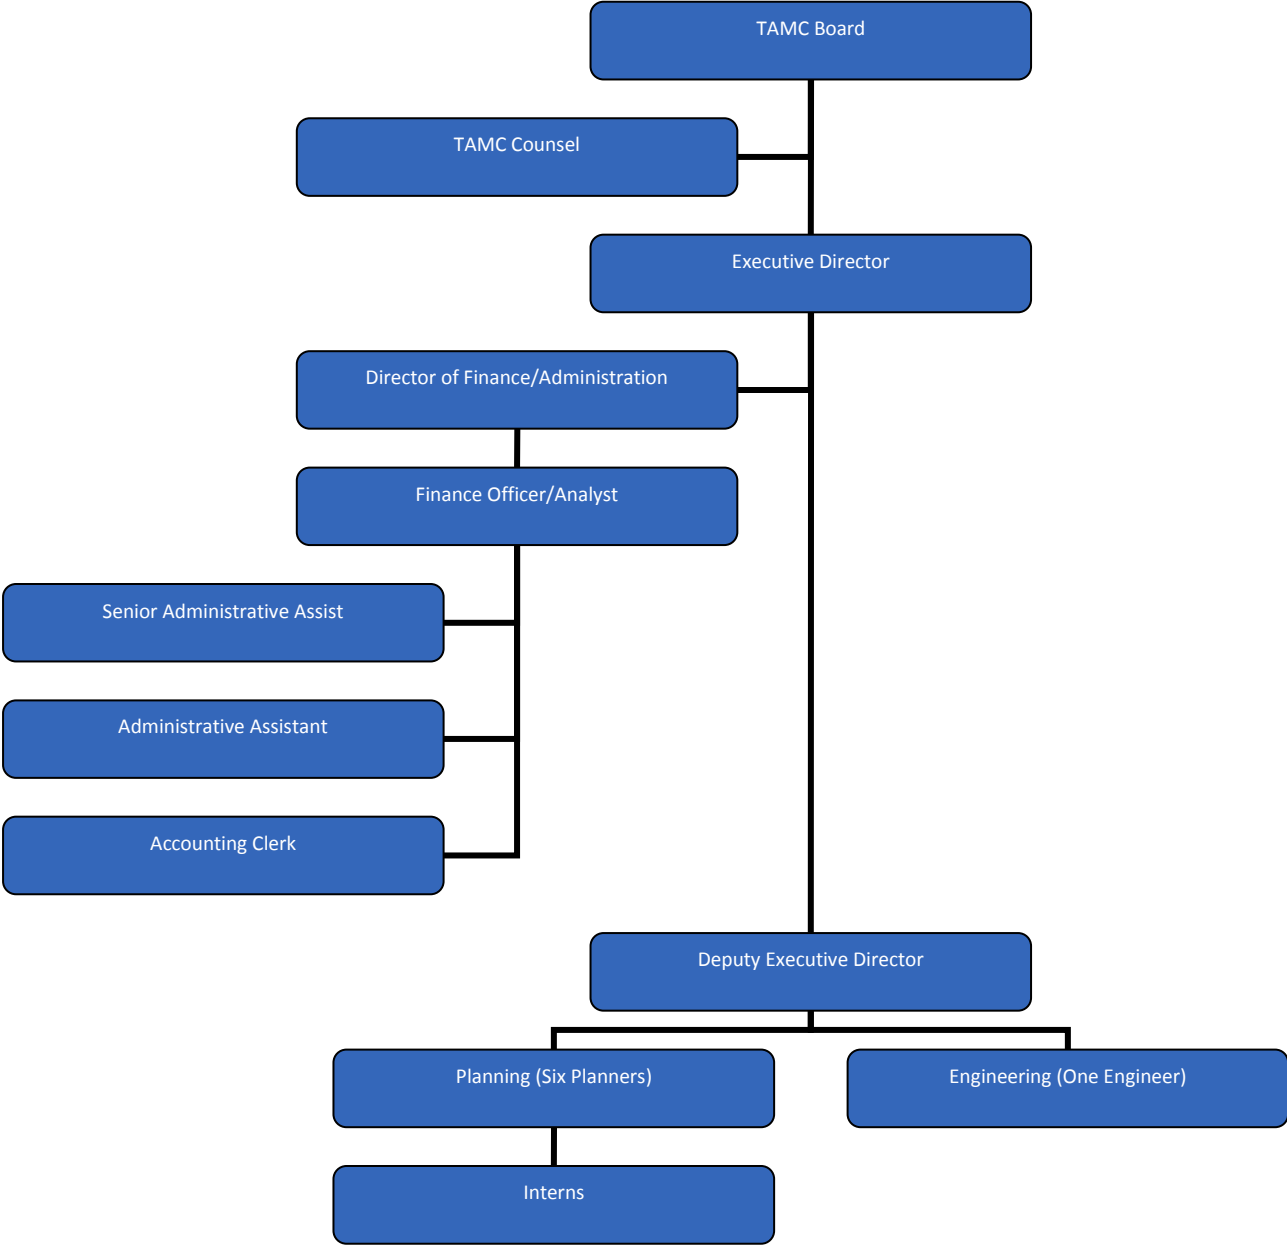 TAMC Board
TAMC Counsel
Executive Director
Director of Finance/Administration
Finance Officer/Analyst
Senior Administrative Assist
Administrative Assistant
Accounting Clerk
Deputy Executive Director
Planning (Six Planners)
Engineering (One Engineer)
Interns